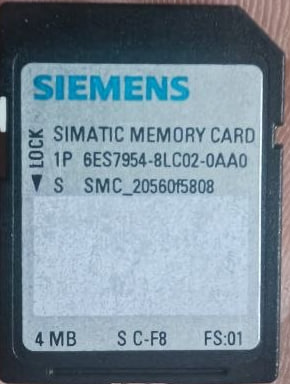 SIEMENS
SIMATIC MEMORY CARD
LOCK
1P 6ES7954-8LC02-0AA0
S SMC_20560f5808
4 MB S C-F8 FS:01